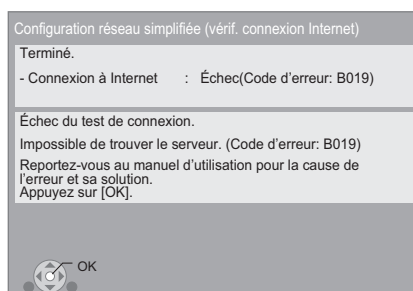 Configuration réseau simplifiée (vérif. connexion Internet)
Terminé.
- Connexion à Internet : Échec(Code d'erreur: B019)
Échec du test de connexion.
Impossible de trouver le serveur. (Code d'erreur: B019)
Reportez-vous au manuel d'utilisation pour la cause de
l'erreur et sa solution.
Appuyez sur [OK].
OK